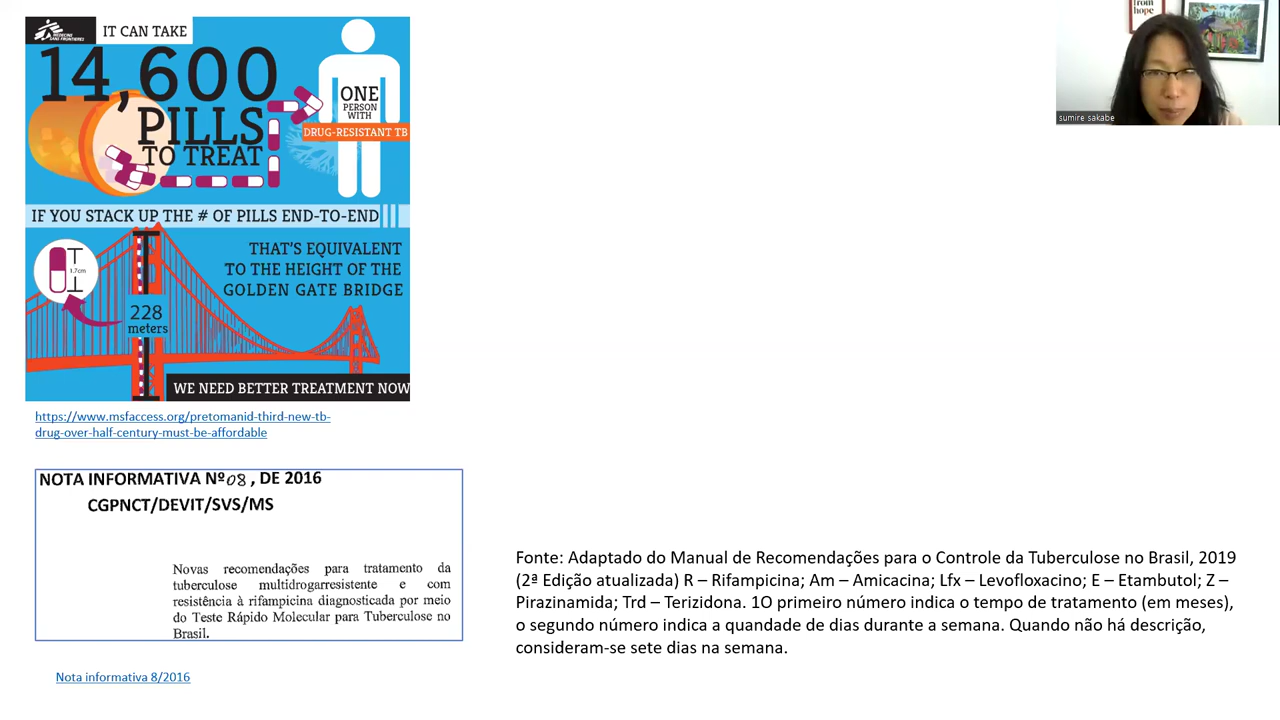 MEDECINS
SANS FRONTIERES
IT CAN TAKE
14,600
PILLS
TO TREAT
ONE
PERSON
WITH
DRUG-RESISTANT TB
IF YOU STACK UP THE # OF PILLS END-TO-END
THAT'S EQUIVALENT
TO THE HEIGHT OF THE
GOLDEN GATE BRIDGE
1.7cm
228
meters
WE NEED BETTER TREATMENT NOW
https://www.msfaccess.org/pretomanid-third-new-tb-
drug-over-half-century-must-be-affordable
NOTA INFORMATIVA Nº08, DE 2016
CGPNCT/DEVIT/SVS/MS
Novas recomendações para tratamento da
tuberculose multidrogarresistente e com
resistência à rifampicina diagnosticada por meio
do Teste Rápido Molecular para Tuberculose no
Brasil.
Nota informativa 8/2016
Fonte: Adaptado do Manual de Recomendações para o Controle da Tuberculose no Brasil, 2019
(2ª Edição atualizada) R – Rifampicina; Am – Amicacina; Lfx – Levofloxacino; E – Etambutol; Z –
Pirazinamida; Trd – Terizidona. 1O primeiro número indica o tempo de tratamento (em meses),
o segundo número indica a quandade de dias durante a semana. Quando não há descrição,
consideram-se sete dias na semana.
from
hope
sumire sakabe